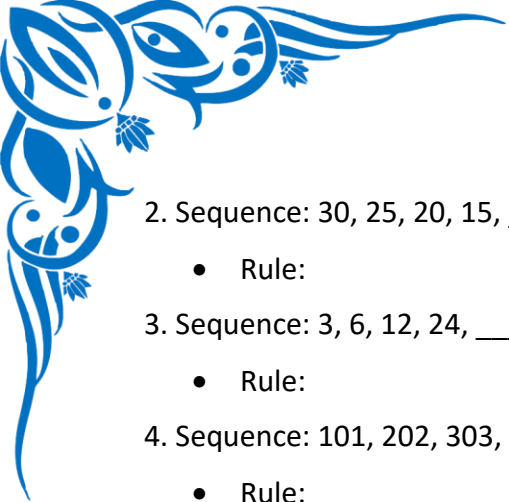 2. Sequence: 30, 25, 20, 15, _
• Rule:
3. Sequence: 3, 6, 12, 24, __
• Rule:
4. Sequence: 101, 202, 303,
• Rule: